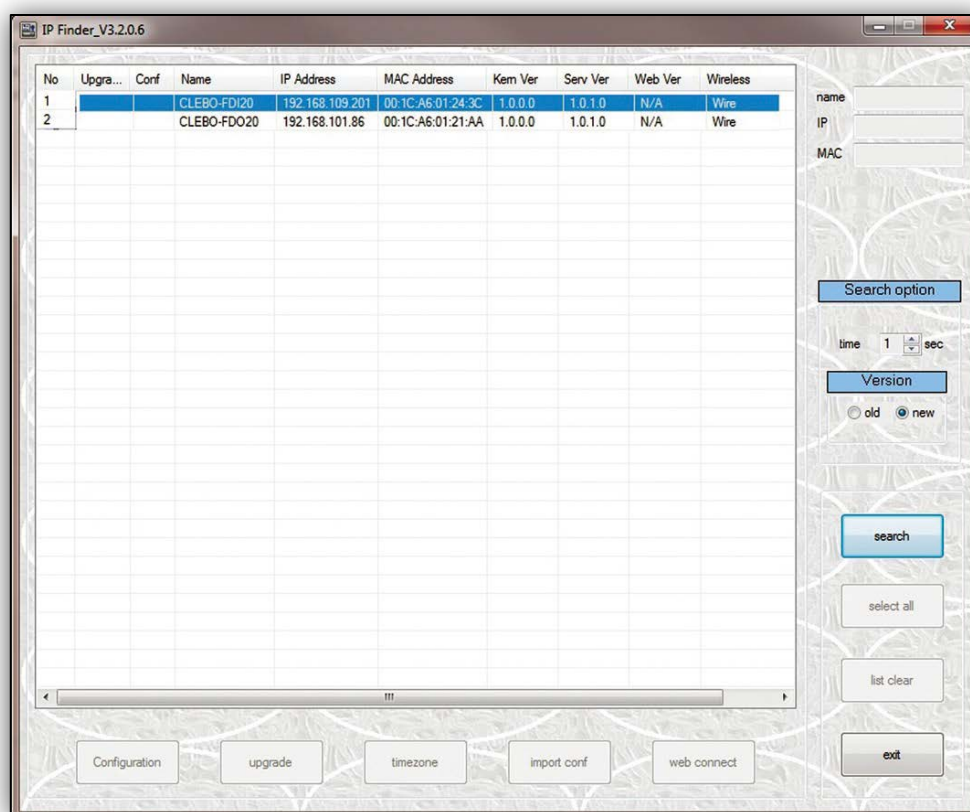 IP Finder_V3.2.0.6
No Upgra... Conf Name IP Address MAC Address Kern Ver Serv Ver Web Ver Wireless
1 CLEBO-FDI20 192.168.109.201 00:1C:A6:01:24:3C 1.0.0.0 1.0.1.0 N/A Wire
2 CLEBO-FDO20 192.168.101.86 00:1C:A6:01:21:AA 1.0.0.0 1.0.1.0 N/A Wire
name
IP
MAC
Search option
time 1 sec
Version
old new
search
select all
list clear
exit
Configuration upgrade timezone import conf web connect